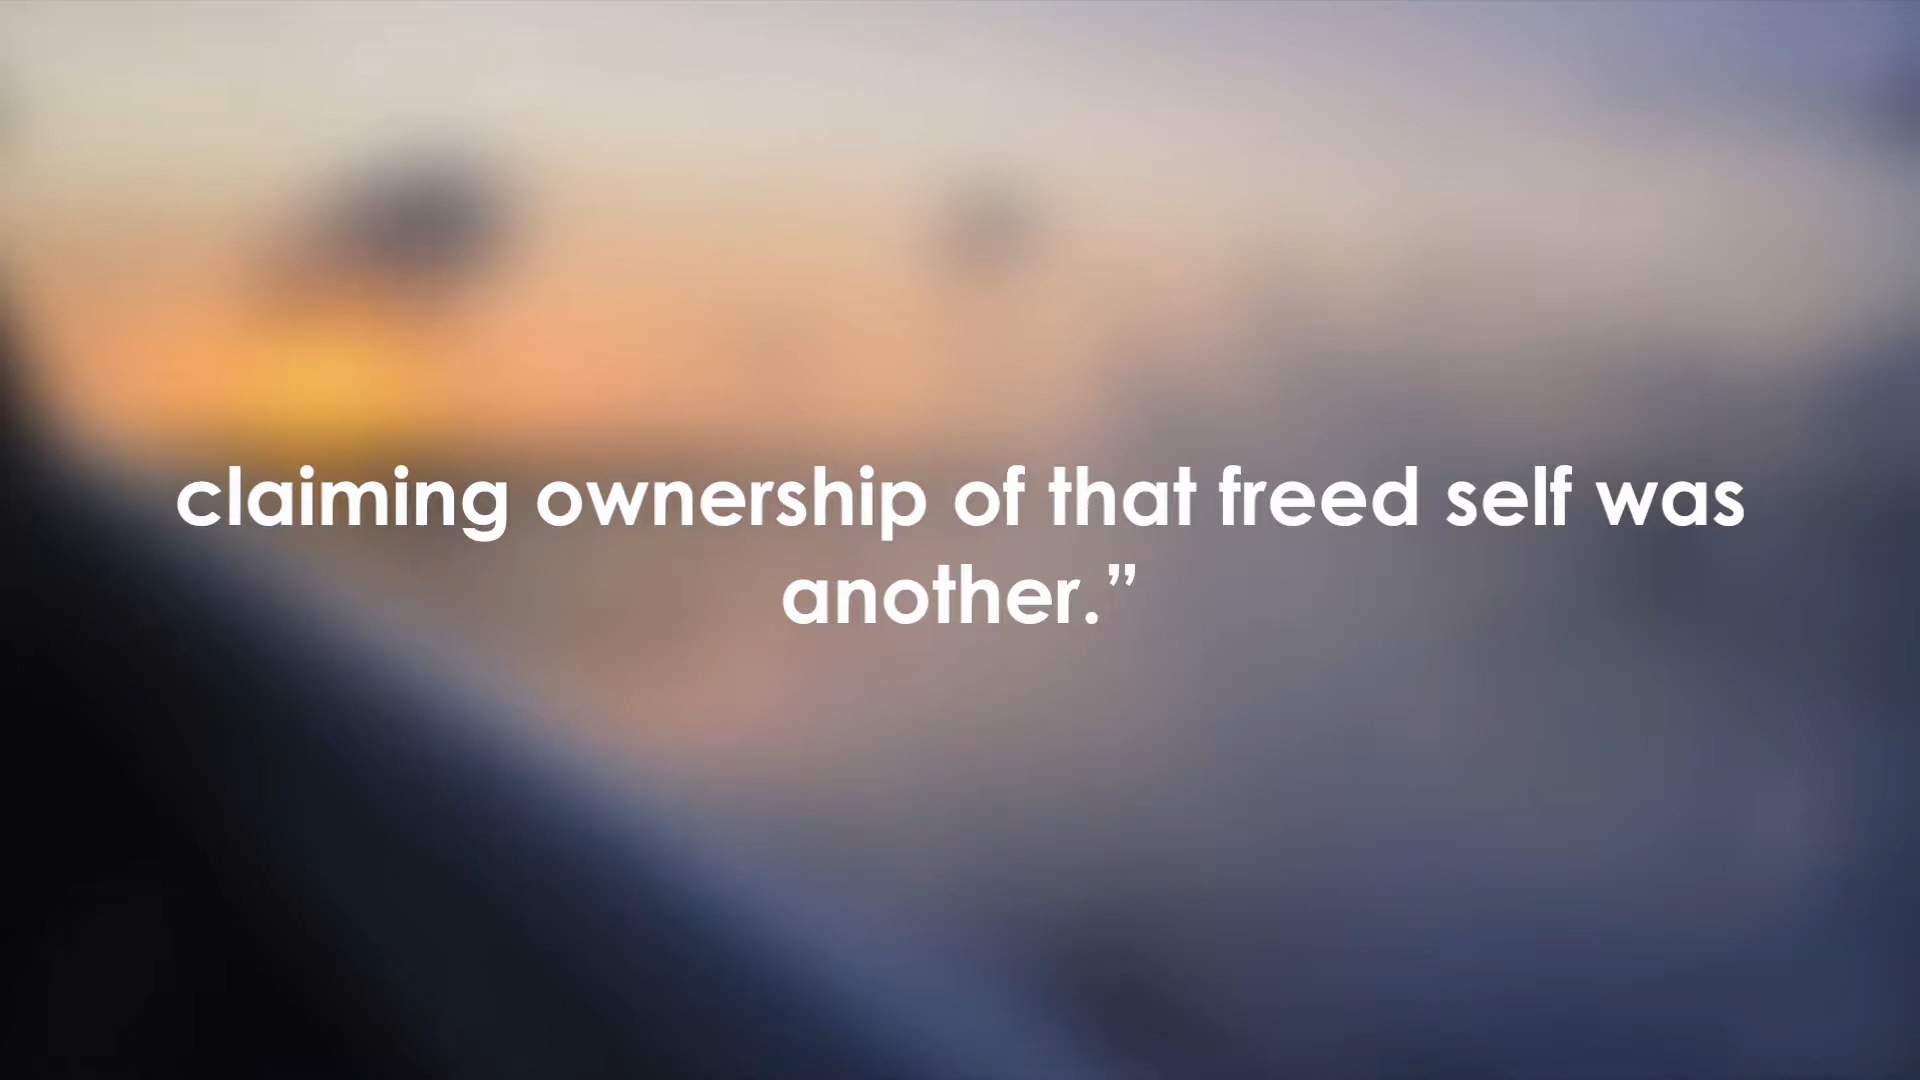 claiming ownership of that freed self was
another.”